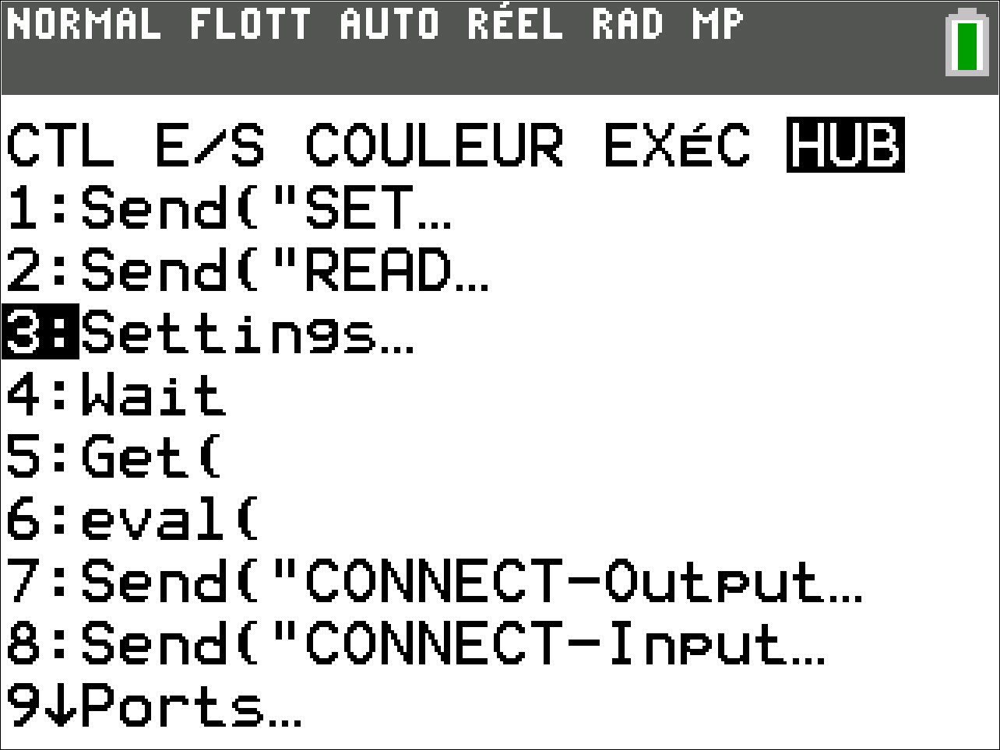 NORMAL FLOTT AUTO RÉEL RAD MP
CTL E/S COULEUR EXéC HUB
1:Send("SET…
2:Send("READ…
3:Settings…
4:Wait
5:Get(
6:eval(
7:Send("CONNECT-Output…
8:Send("CONNECT-Input…
9↓Ports…